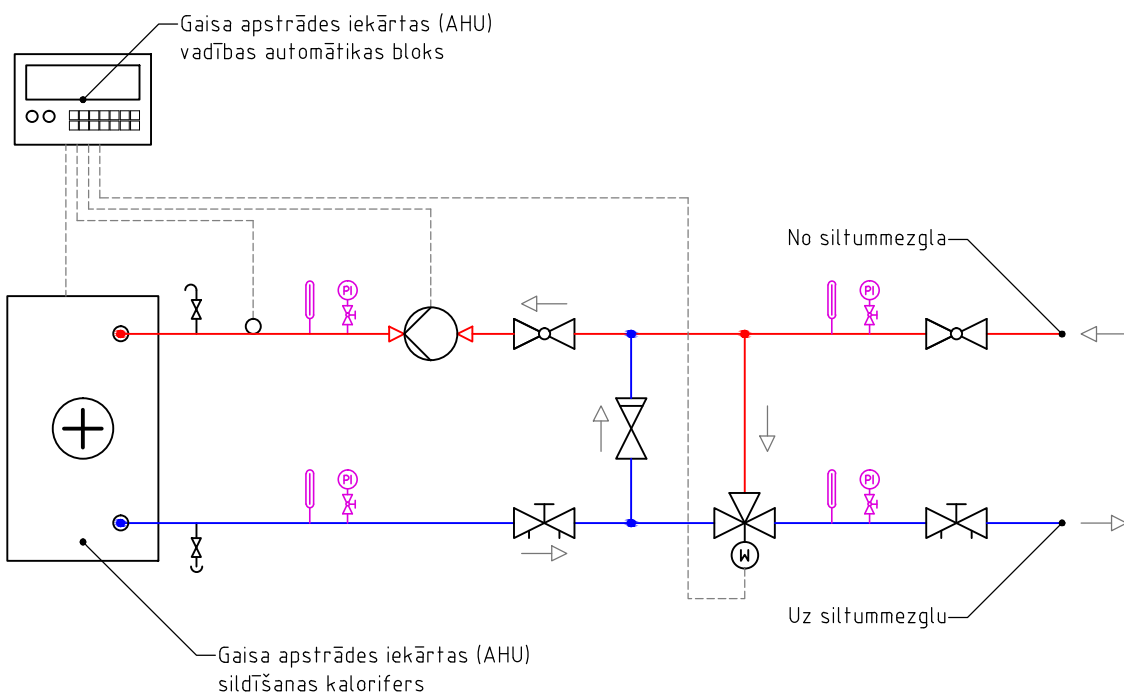 Gaisa apstrādes iekārtas (AHU)
vadības automātikas bloks
No siltummezgla
PI
PI
PI
PI
M
Uz siltummezglu
Gaisa apstrādes iekārtas (AHU)
sildīšanas kalorifers